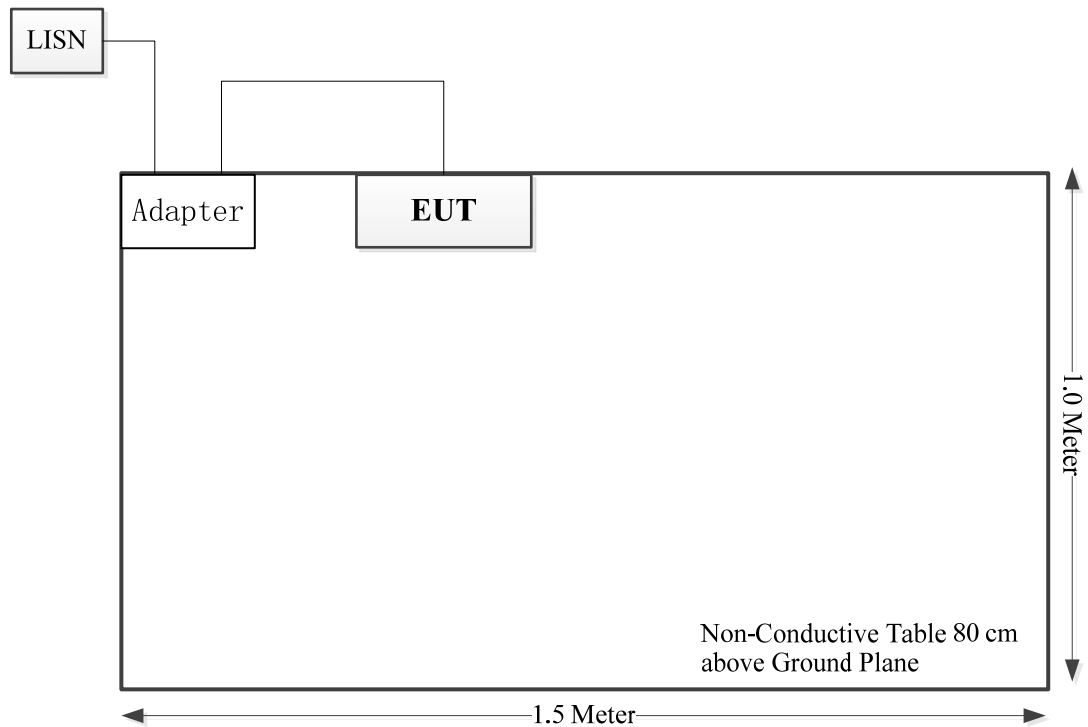 LISN
Adapter
EUT
1.0 Meter
Non-Conductive Table 80 cm
above Ground Plane
1.5 Meter